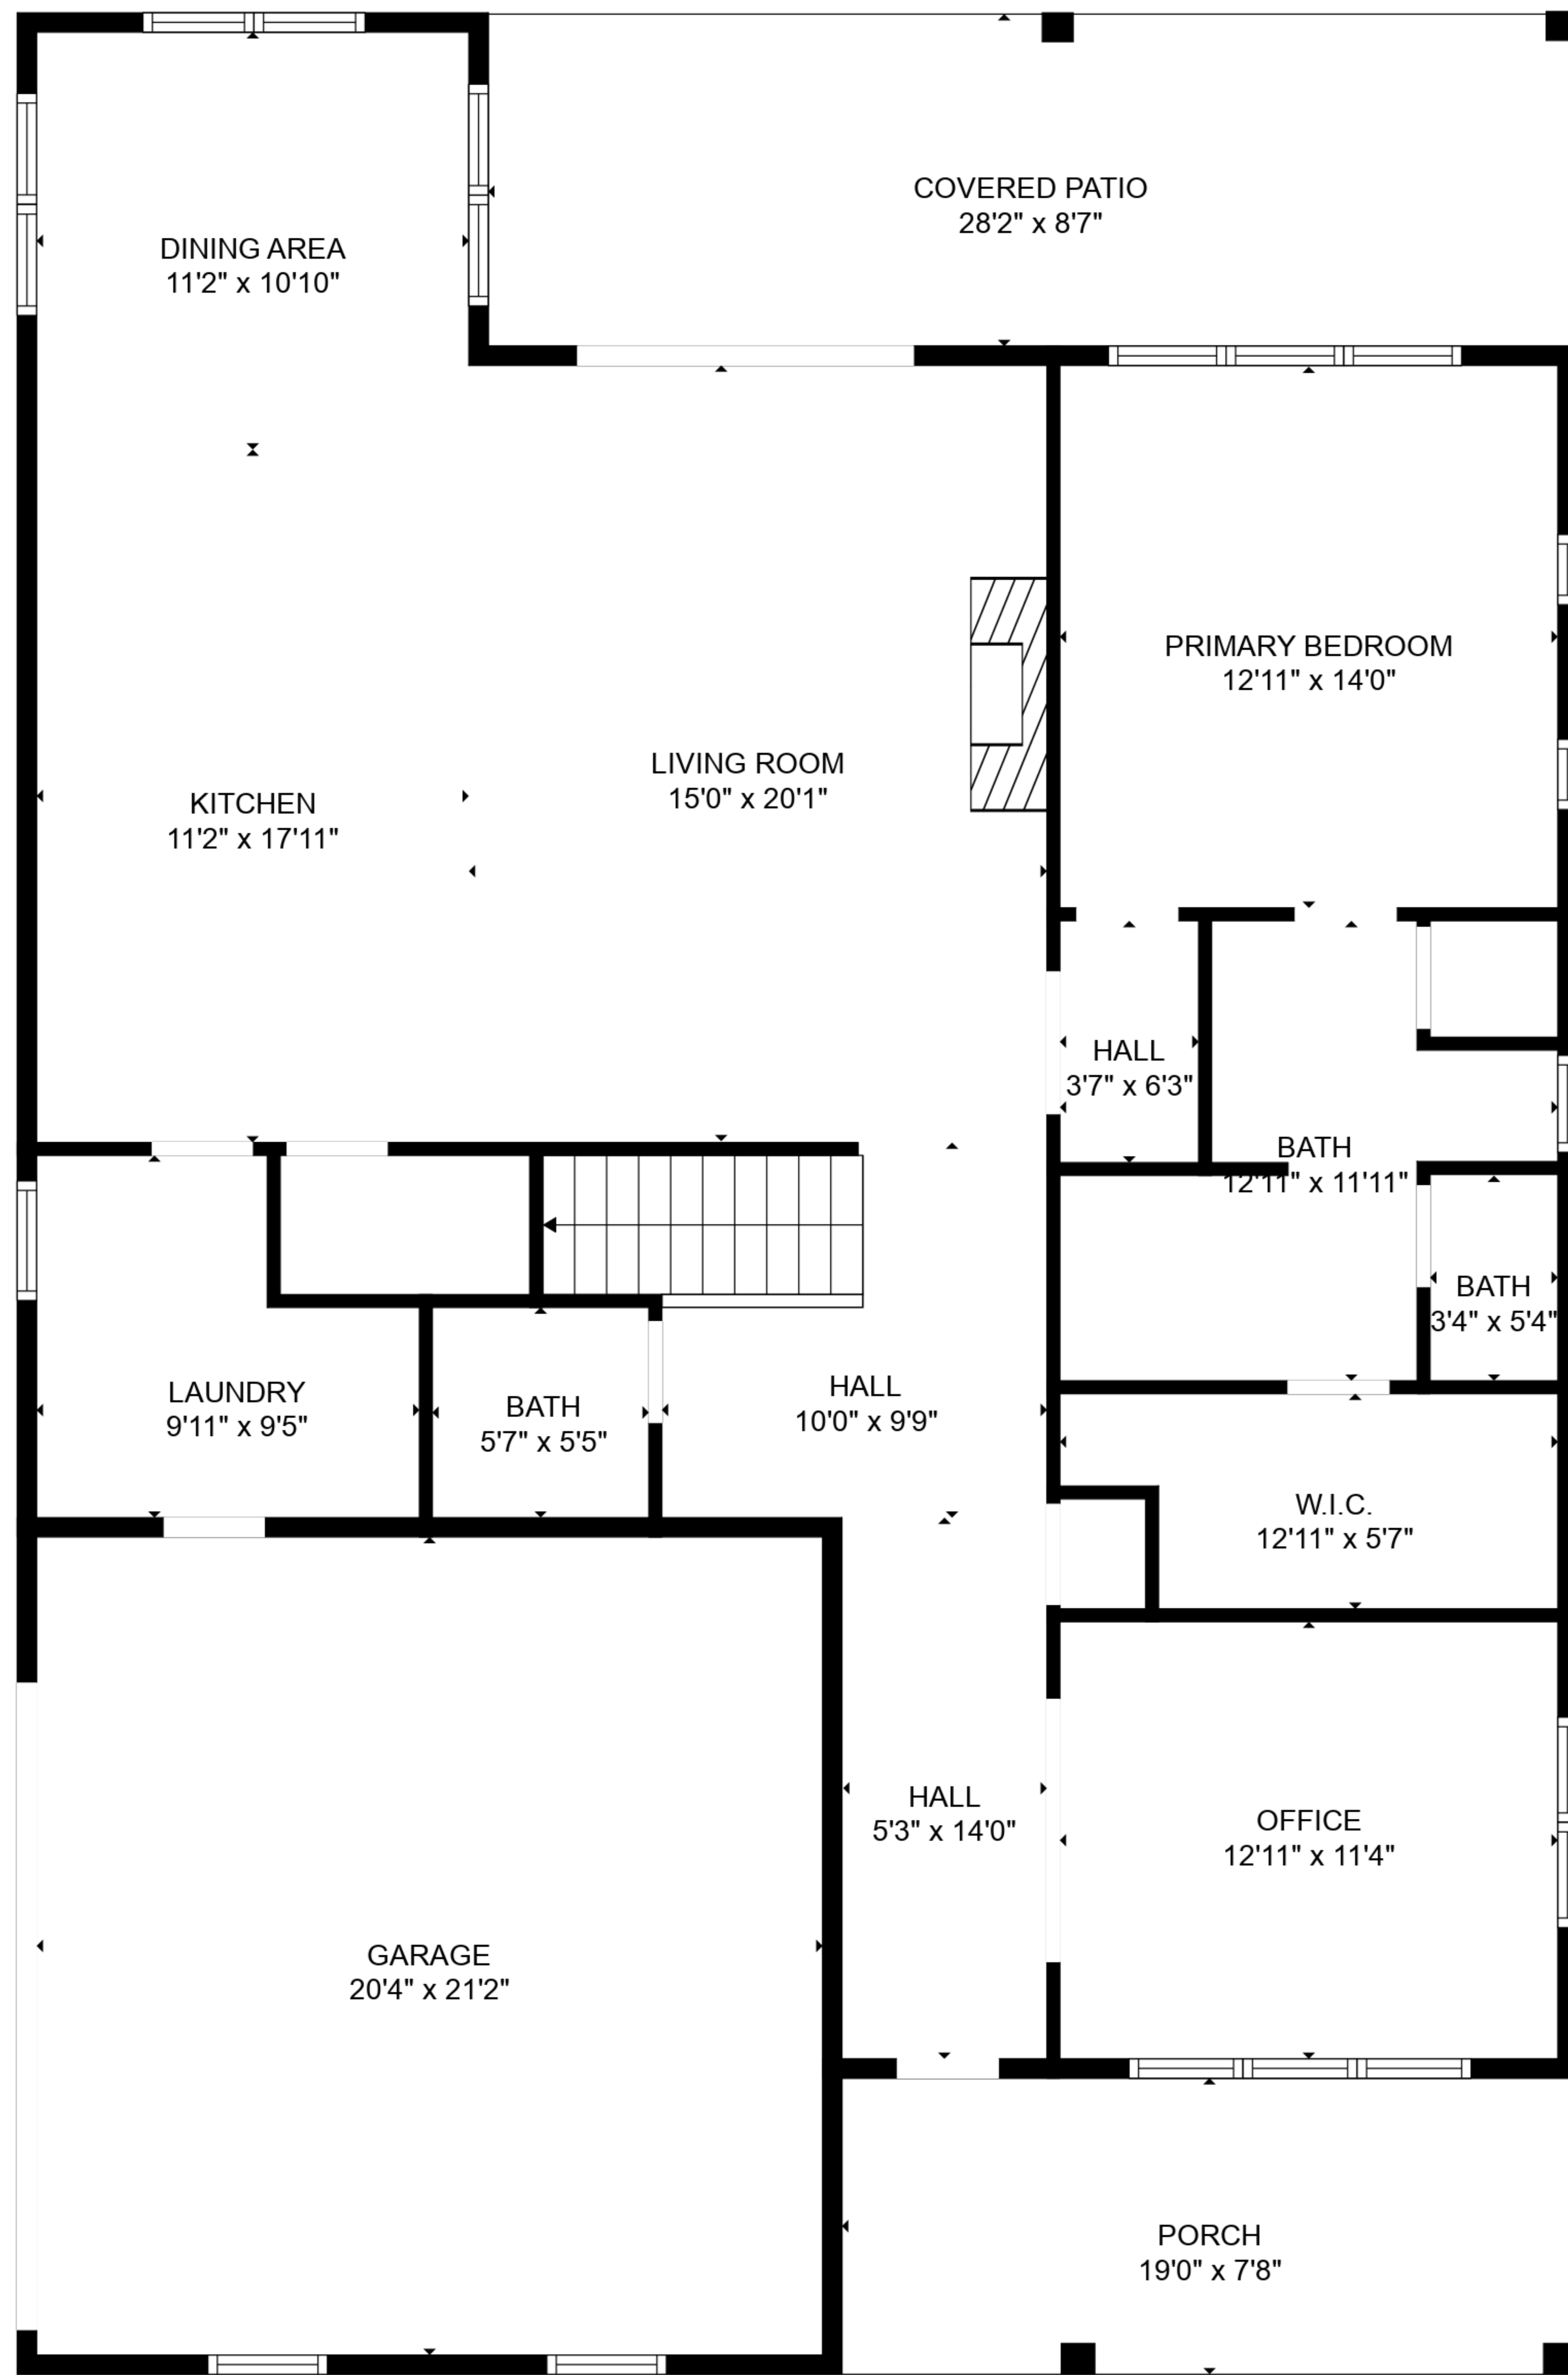 COVERED PATIO
28'2" x 8'7"
DINING AREA
11'2" x 10'10"
PRIMARY BEDROOM
12'11" x 14'0"
LIVING ROOM
15'0" x 20'1"
KITCHEN
11'2" x 17'11"
HALL
3'7" x 6'3"
BATH
12'11" x 11'11"
BATH
3'4" x 5'4"
LAUNDRY
9'11" x 9'5"
BATH
5'7" x 5'5"
HALL
10'0" x 9'9"
W.I.C.
12'11" x 5'7"
HALL
5'3" x 14'0"
OFFICE
12'11" x 11'4"
GARAGE
20'4" x 21'2"
PORCH
19'0" x 7'8"